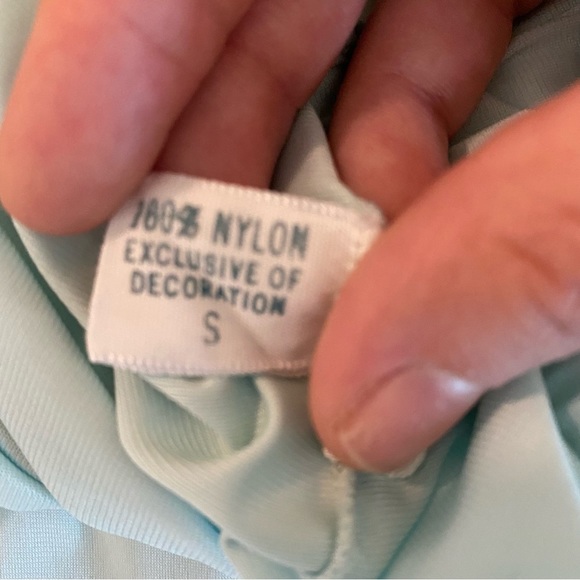 100% NYLON
EXCLUSIVE OF
DECORATION
S